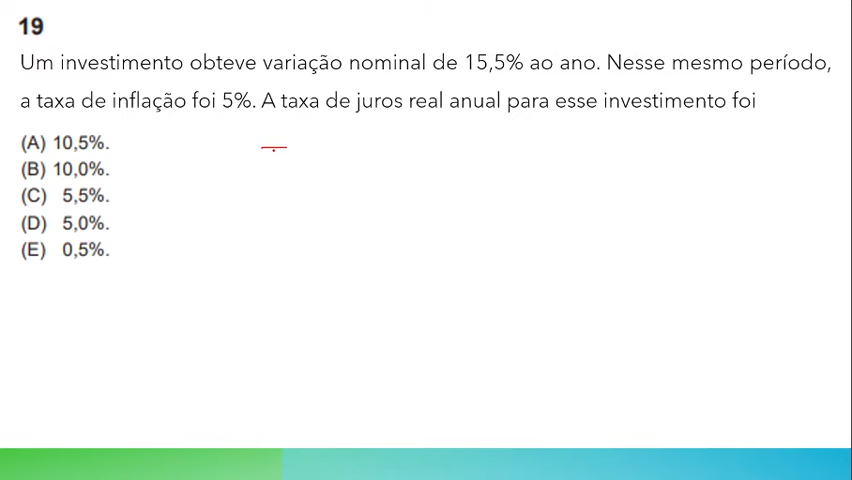 19
Um investimento obteve variação nominal de 15,5% ao ano. Nesse mesmo período,
a taxa de inflação foi 5%. A taxa de juros real anual para esse investimento foi
(A) 10,5%.
(B) 10,0%.
(C) 5,5%.
(D) 5,0%.
(E) 0,5%.